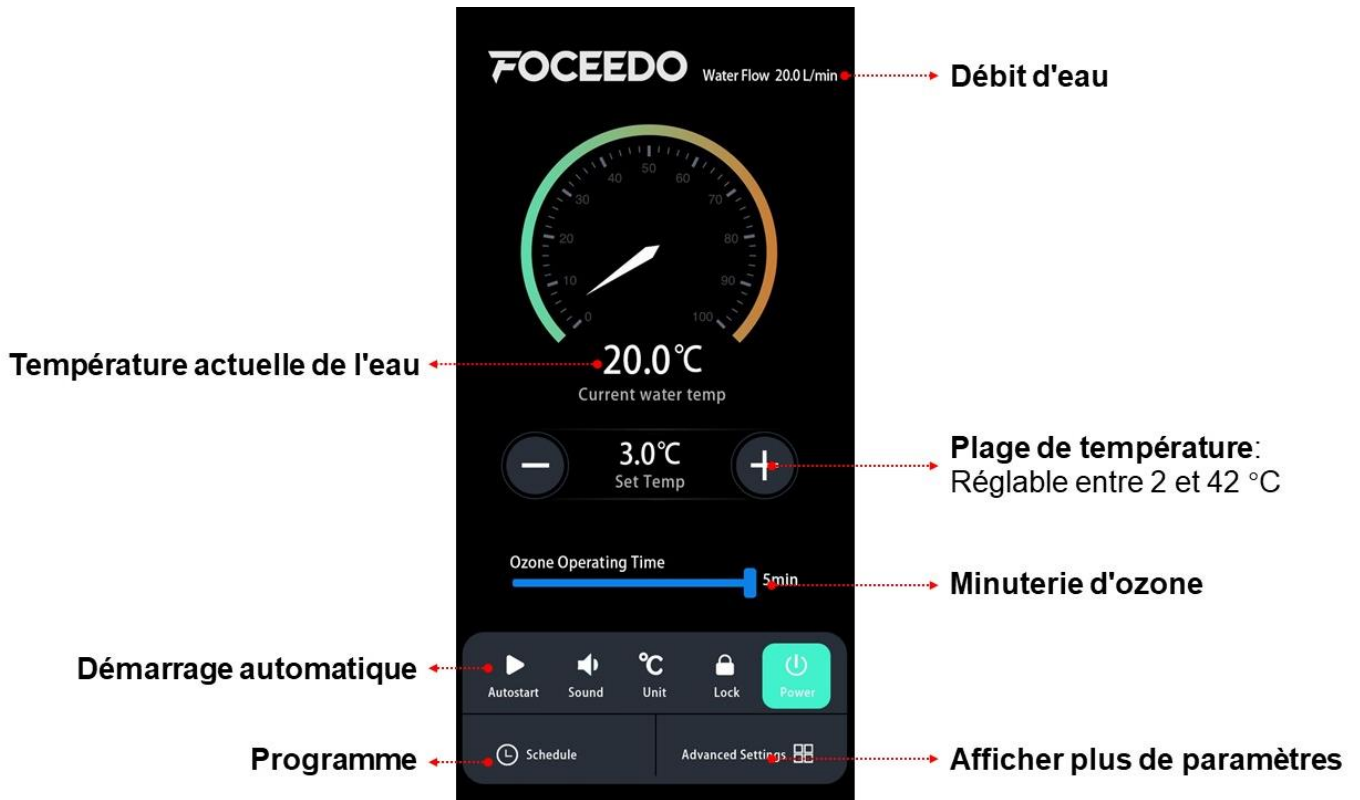 FOCEEDO
Water Flow 20.0 L/min
Débit d'eau
50
40
60
30
70
20
80
10
90
0
100
Température actuelle de l'eau
20.0℃
Current water temp
3.0℃
Set Temp
Plage de température:
Réglable entre 2 et 42 °C
Ozone Operating Time
5min
Minuterie d'ozone
Démarrage automatique
℃
Autostart
Sound
Unit
Lock
Power
Programme
Schedule
Advanced Settings
Afficher plus de paramètres